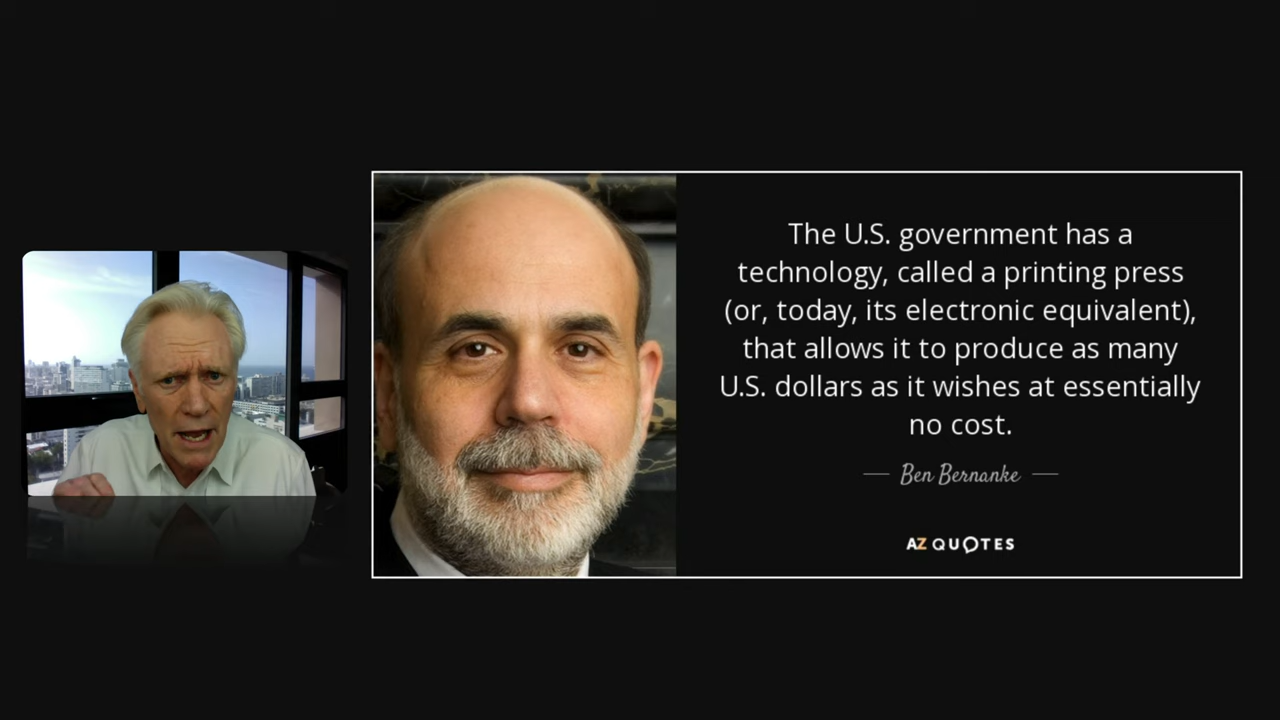 The U.S. government has a
technology, called a printing press
(or, today, its electronic equivalent),
that allows it to produce as many
U.S. dollars as it wishes at essentially
no cost.
Ben Bernanke
AZ QUOTES